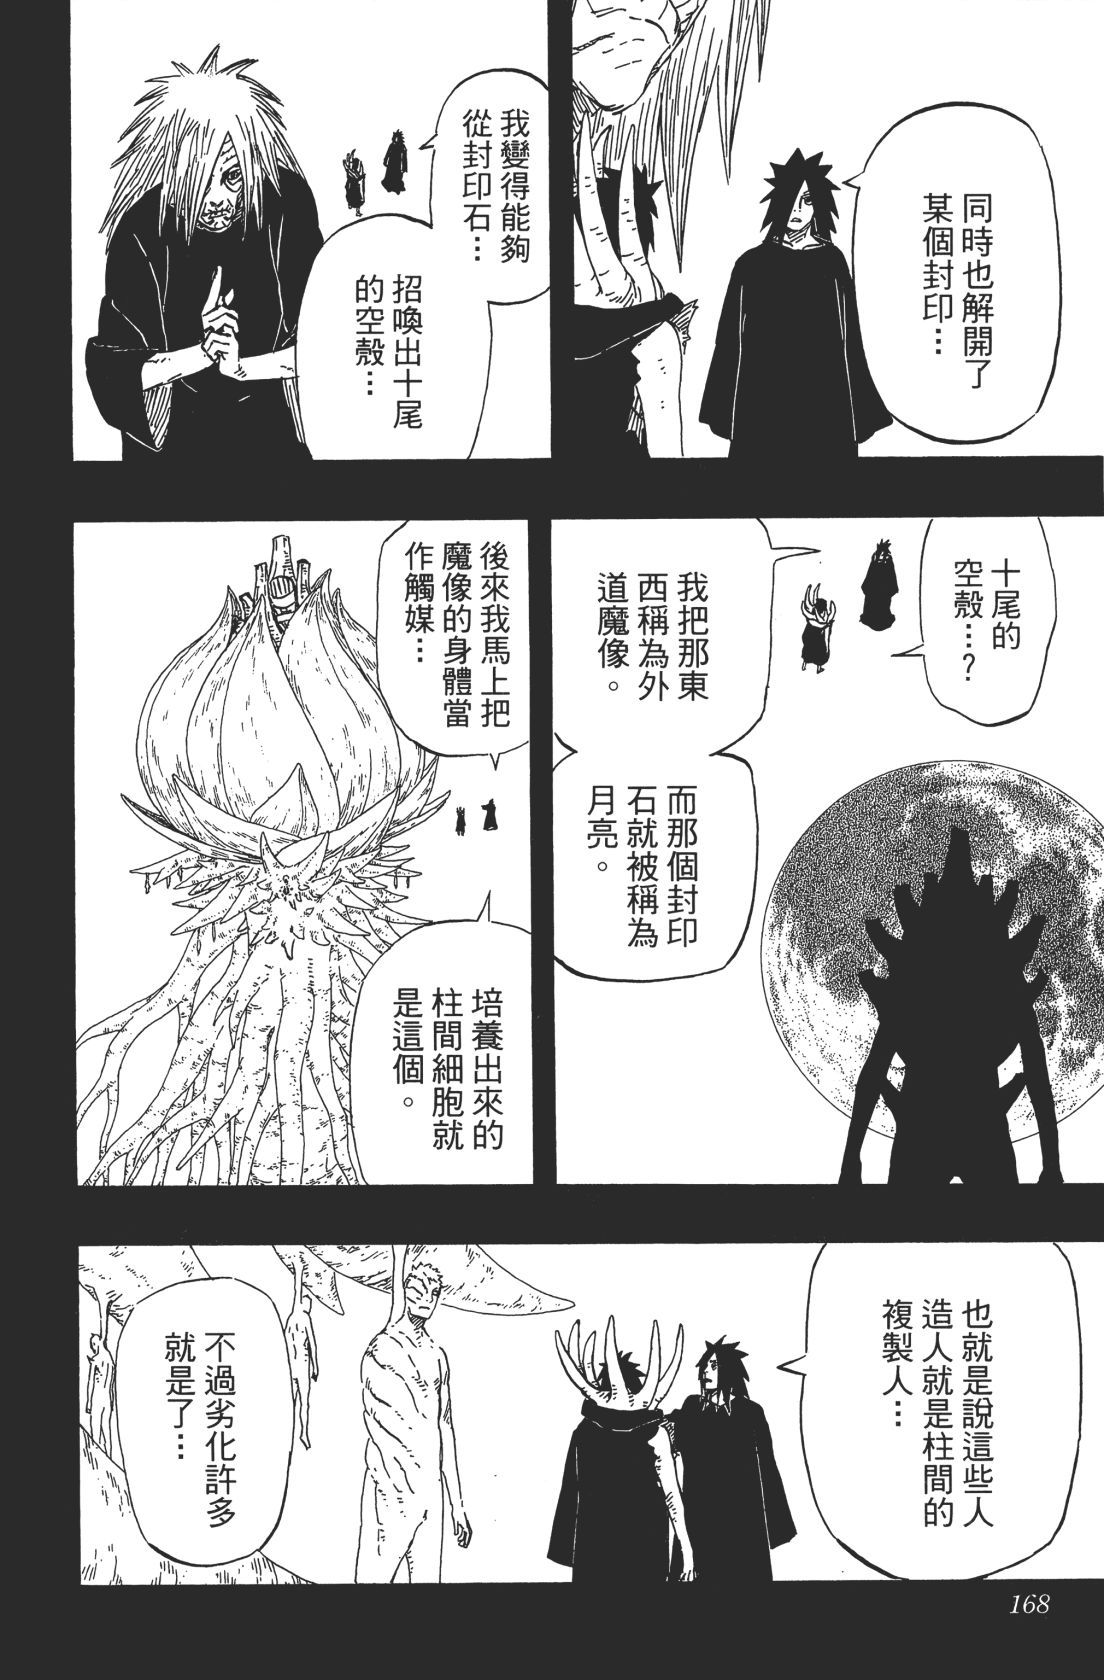 同時也解開了
某個封印…
我變得能夠
從封印石…
招喚出十尾
的空殼…
十尾的
空殼…?
我把那東
西稱為外
道魔像。
而那個封印
石就被稱為
月亮。
後來我馬上把
魔像的身體當
作觸媒…
培養出來的
柱間細胞就
是這個。
也就是說這些人
造人就是柱間的
複製人…
不過劣化許多
就是了…
168